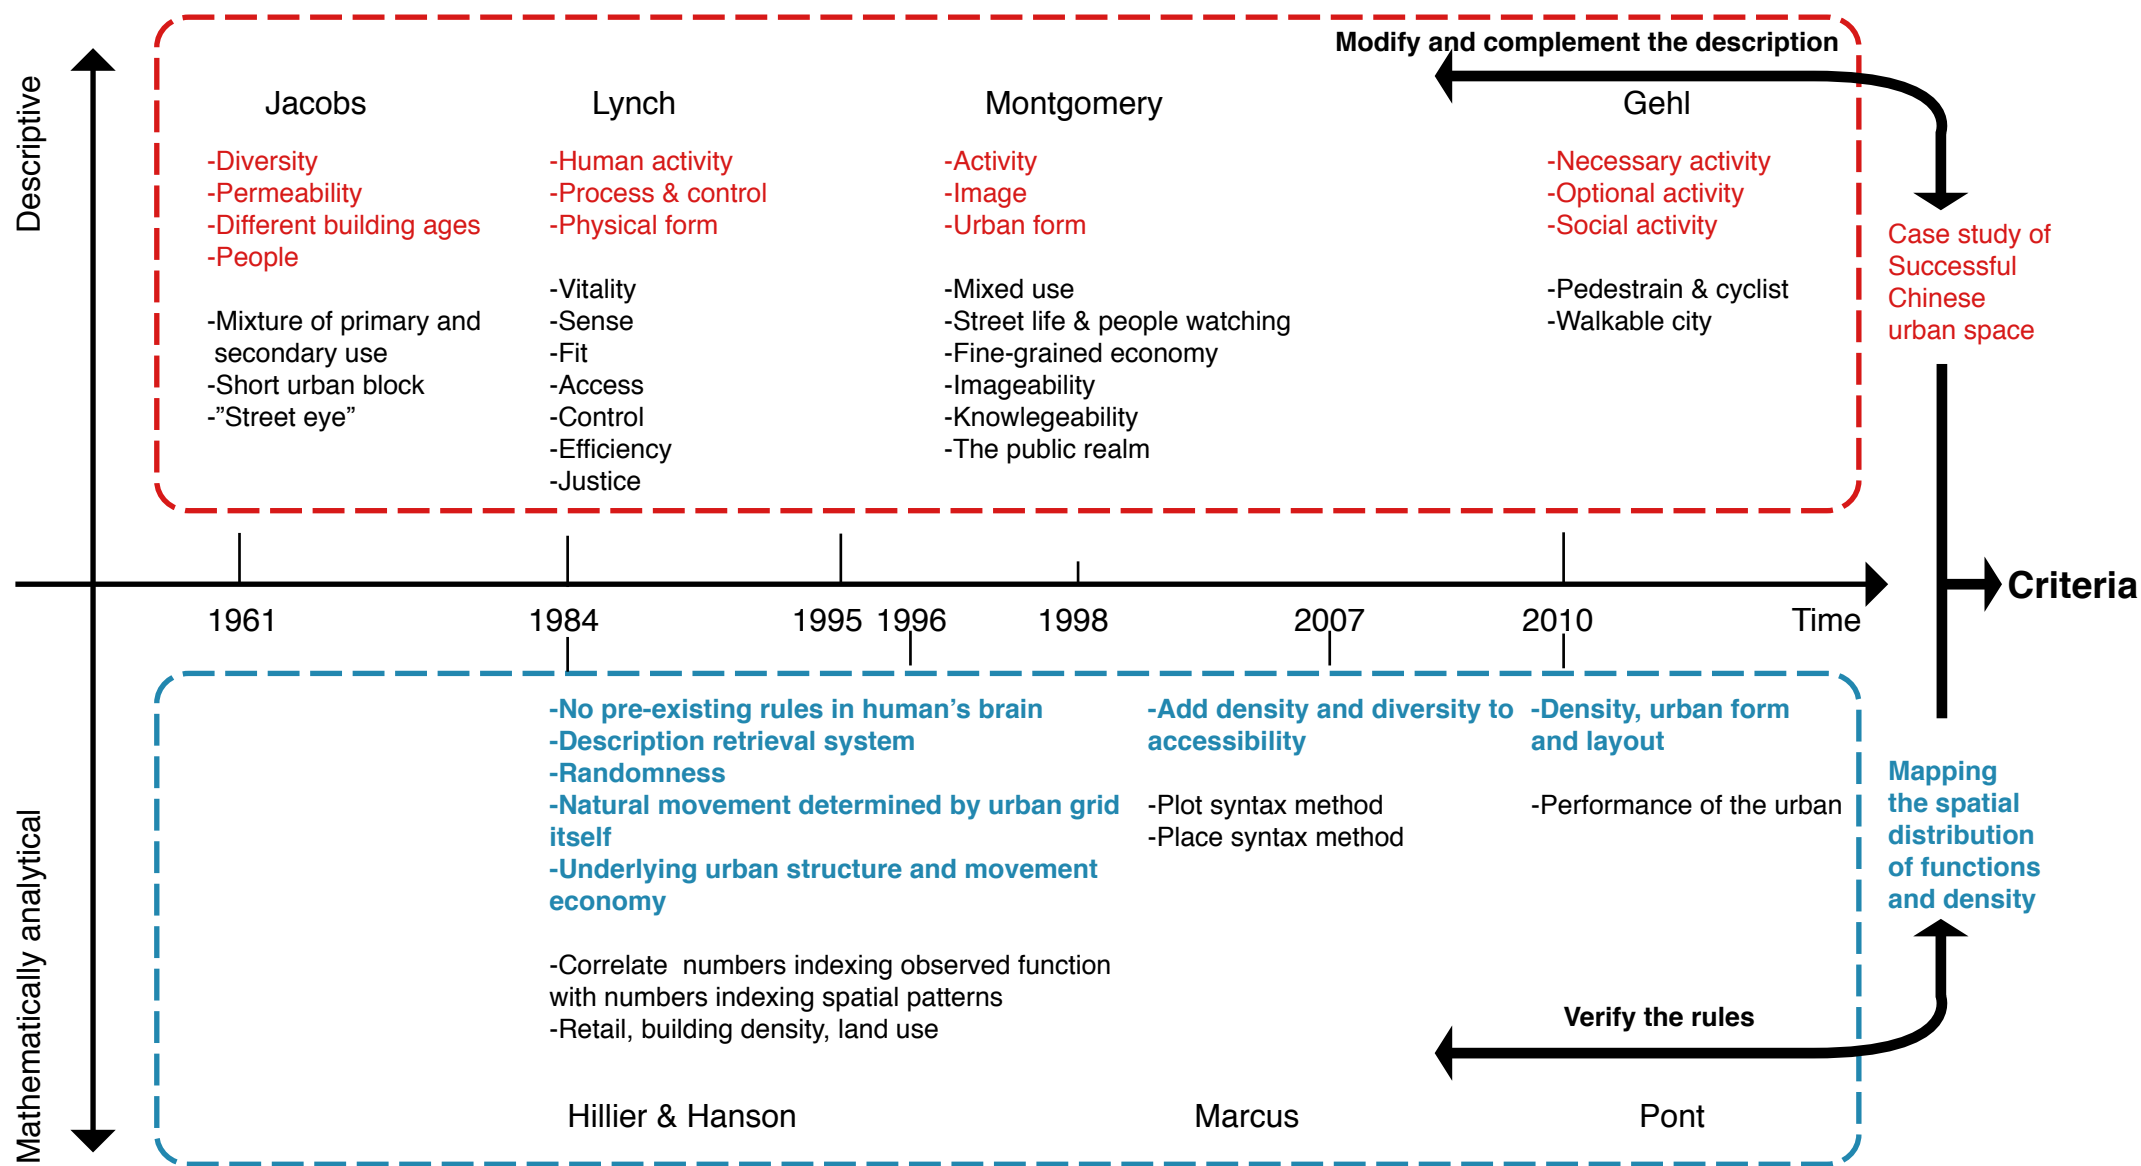 Modify and complement the description
Descriptive
Jacobs
-Diversity
-Permeability
-Different building ages
-People
-Mixture of primary and
secondary use
-Short urban block
-”Street eye”
Lynch
-Human activity
-Process & control
-Physical form
-Vitality
-Sense
-Fit
-Access
-Control
-Efficiency
-Justice
Montgomery
-Activity
-Image
-Urban form
-Mixed use
-Street life & people watching
-Fine-grained economy
-Imageability
-Knowlegeability
-The public realm
Gehl
-Necessary activity
-Optional activity
-Social activity
-Pedestrain & cyclist
-Walkable city
Case study of
Successful
Chinese
urban space
Criteria
1961
1984
1995
1996
1998
2007
2010
Time
Mathematically analytical
-No pre-existing rules in human’s brain
-Description retrieval system
-Randomness
-Natural movement determined by urban grid
itself
-Underlying urban structure and movement
economy
-Correlate  numbers indexing observed function
with numbers indexing spatial patterns
-Retail, building density, land use
Hillier & Hanson
-Add density and diversity to
accessibility
-Plot syntax method
-Place syntax method
Marcus
-Density, urban form
and layout
-Performance of the urban
Verify the rules
Pont
Mapping
the spatial
distribution
of functions
and density